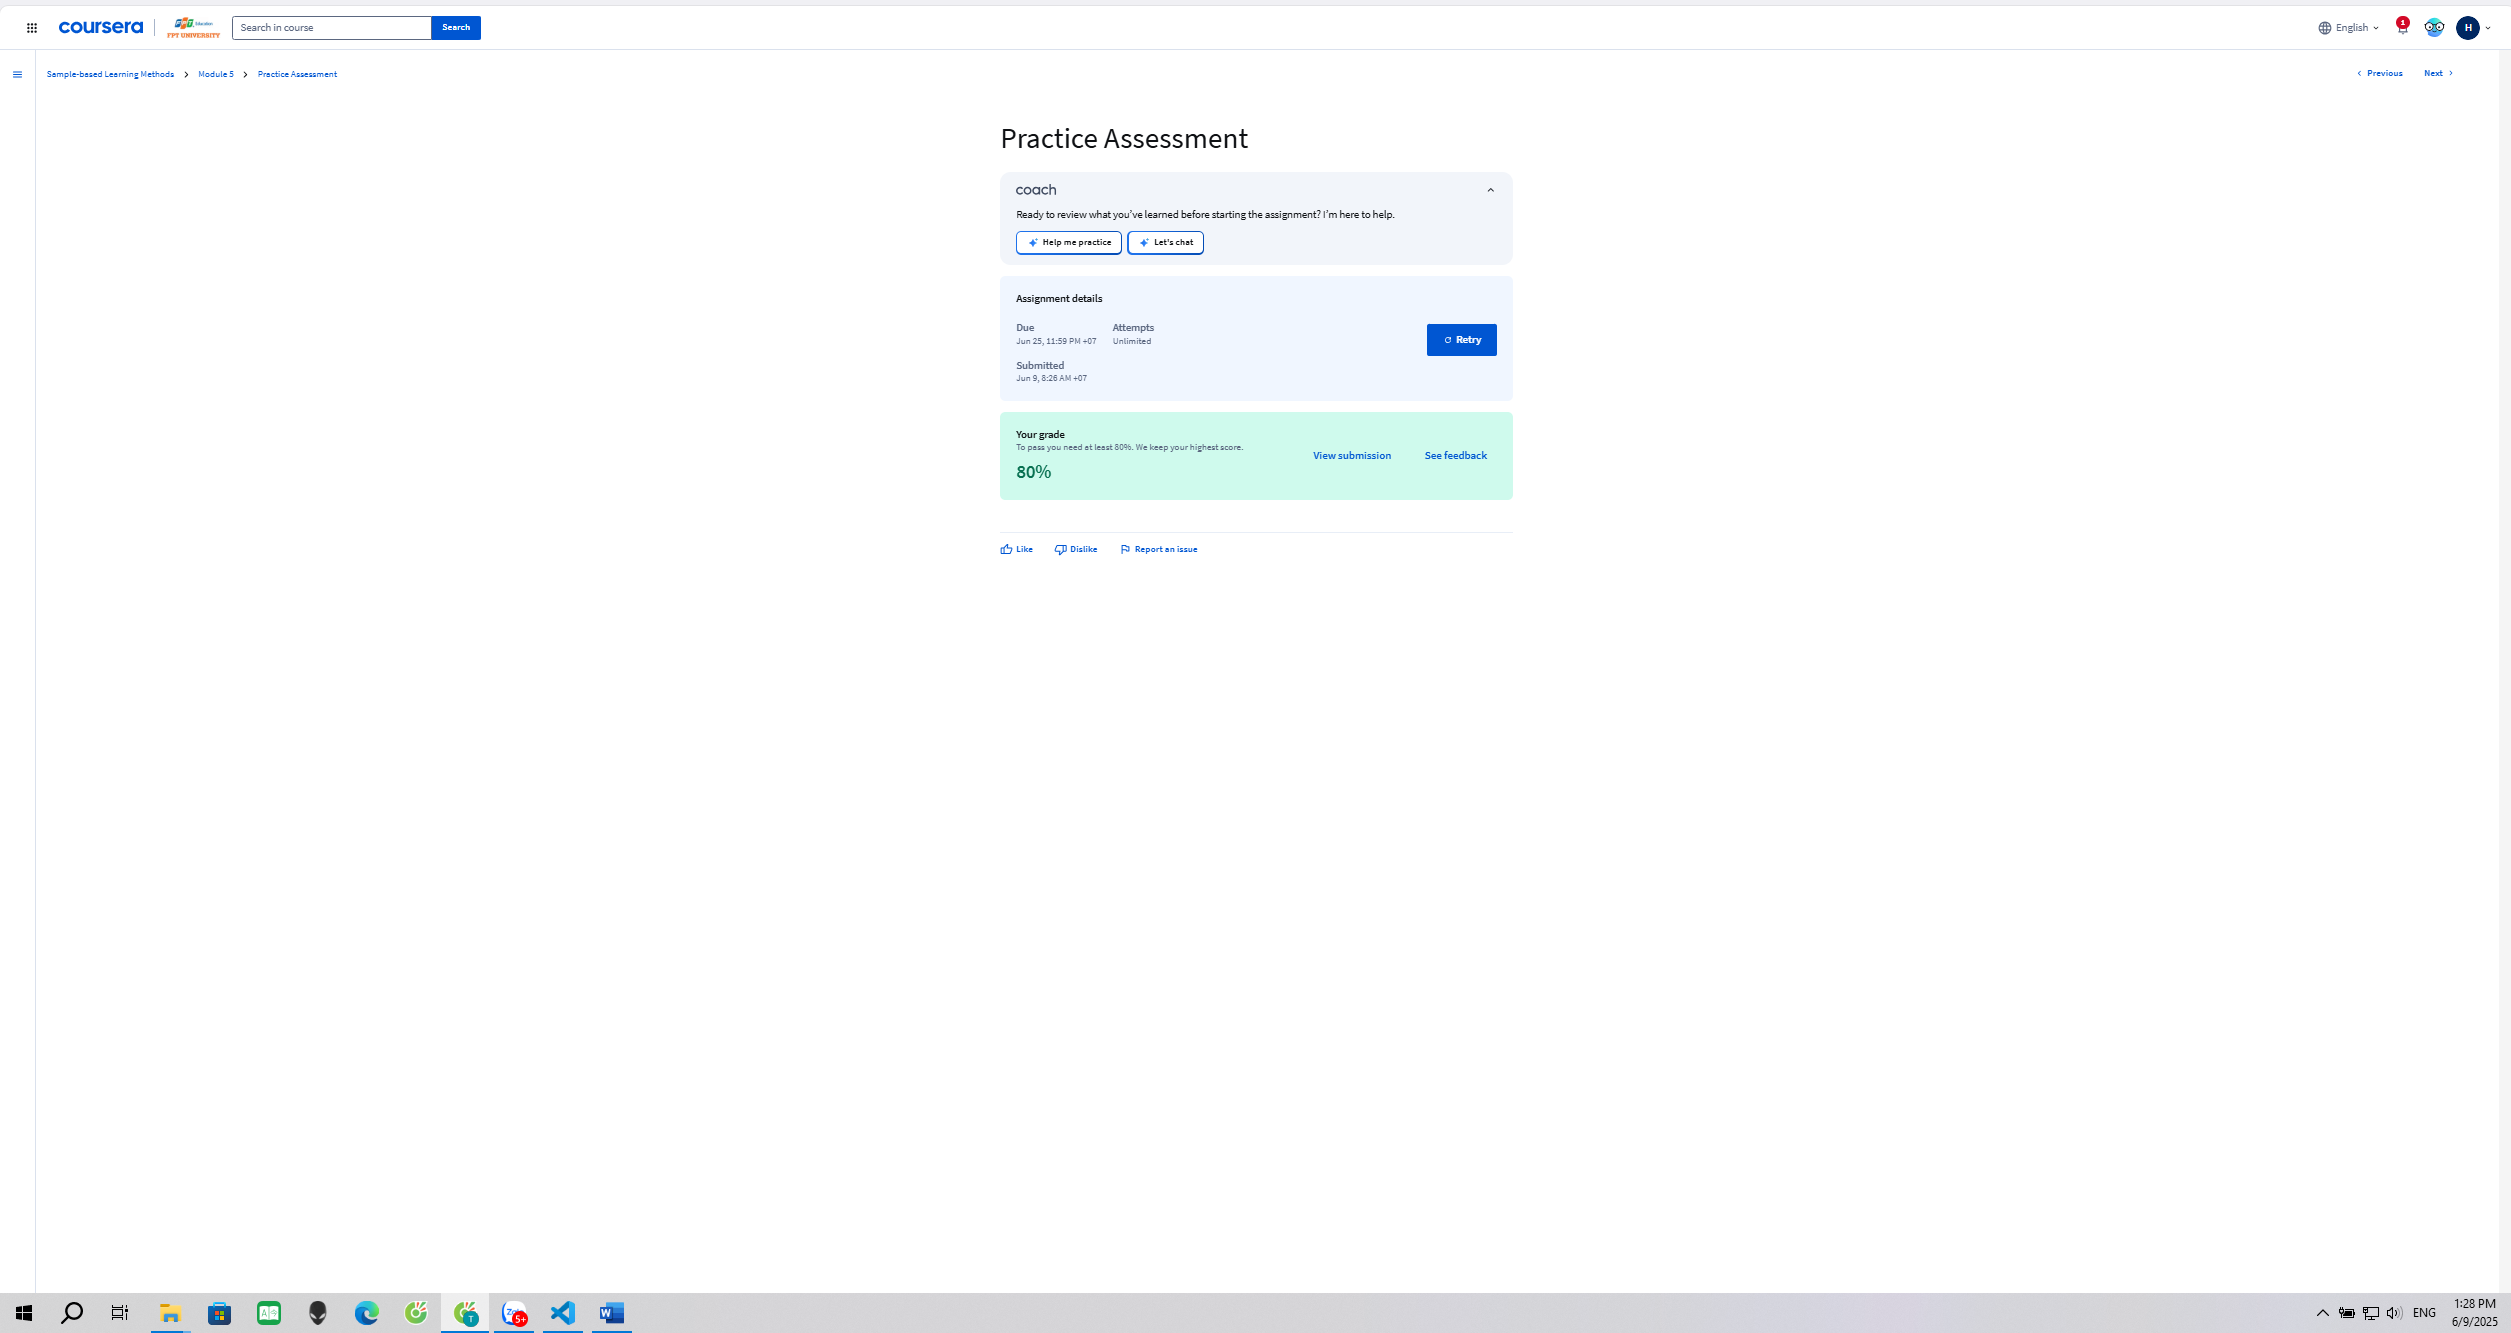 coursera
FPT Education
FPT UNIVERSITY
Search in course
Search
English
1
H
Sample-based Learning Methods
Module 5
Practice Assessment
Previous
Next
Practice Assessment
coach
Ready to review what you've learned before starting the assignment? I'm here to help.
Help me practice
Let's chat
Assignment details
Due
Attempts
Jun 25, 11:59 PM +07
Unlimited
Retry
Submitted
Jun 9, 8:26 AM +07
Your grade
To pass you need at least 80%. We keep your highest score.
View submission
See feedback
80%
Like
Dislike
Report an issue
T
5+
W
ENG
1:28 PM
6/9/2025